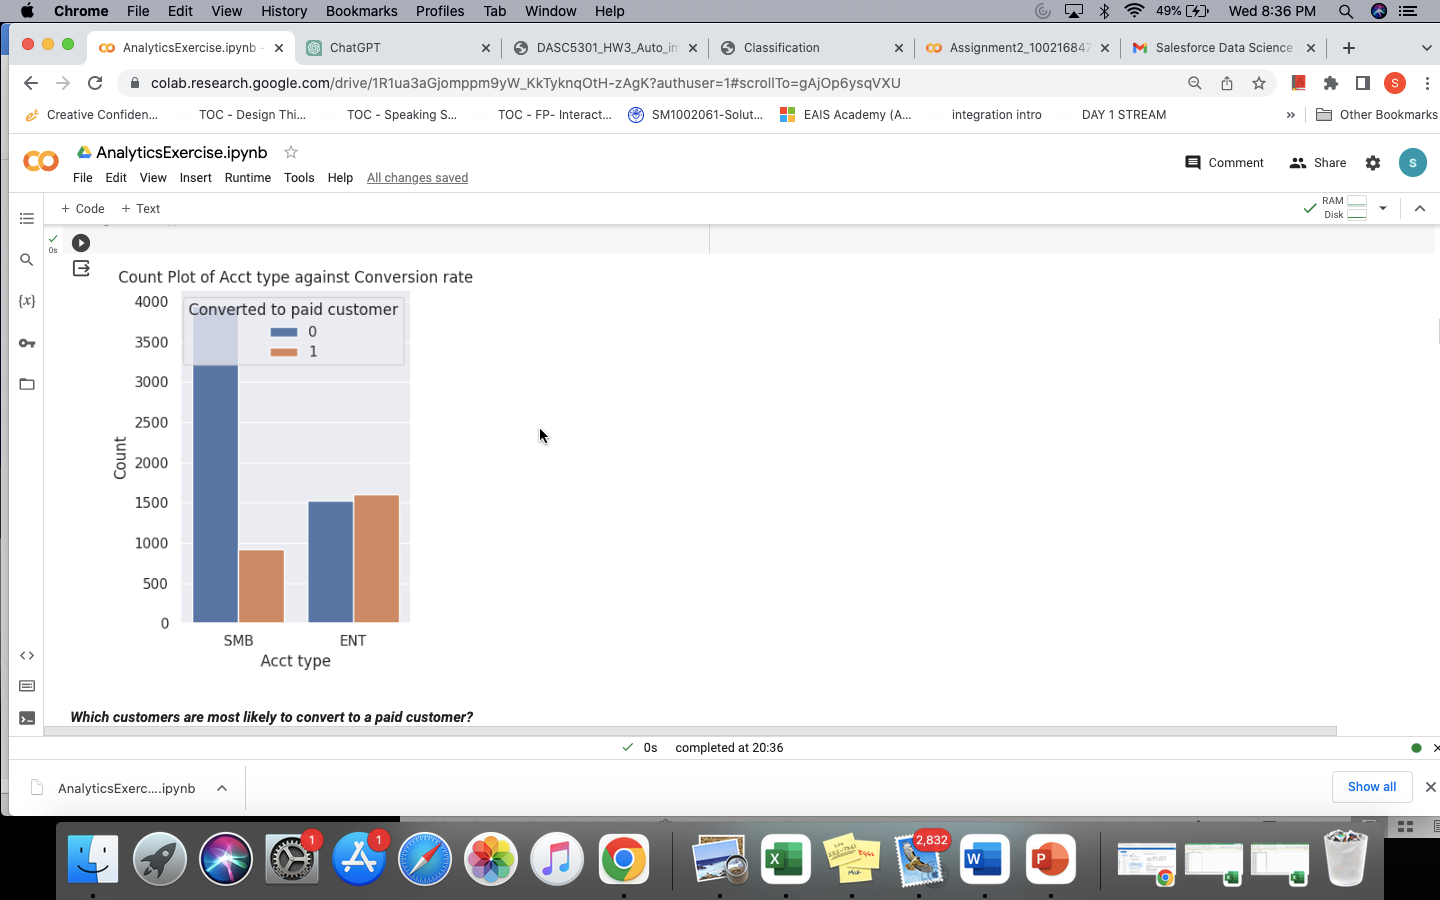 Chrome File Edit View History Bookmarks Profiles Tab Window Help 49% Wed 8:36 PM
AnalyticsExercise.ipynb - ChatGPT DASC5301_HW3_Auto_in Classification Assignment2_100216847 Salesforce Data Science
colab.research.google.com/drive/1R1ua3aGjomppm9yW_KkTyknqOtH-zAgK?authuser=1#scrollTo=gAjOp6ysqVXU S
Creative Confiden... TOC - Design Thi... TOC - Speaking S... TOC - FP- Interact... SM1002061-Solut... EAIS Academy (A... integration intro DAY 1 STREAM » Other Bookmarks
AnalyticsExercise.ipynb
Comment Share S
File Edit View Insert Runtime Tools Help All changes saved
+ Code + Text RAM
Disk
0s
Count Plot of Acct type against Conversion rate
Converted to paid customer
0
1
4000
3500
3000
2500
2000
1500
1000
500
0
Count
SMB ENT
Acct type
{x}
Which customers are most likely to convert to a paid customer?
0s completed at 20:36
AnalyticsExerc....ipynb Show all
1 1 2,832
X W P